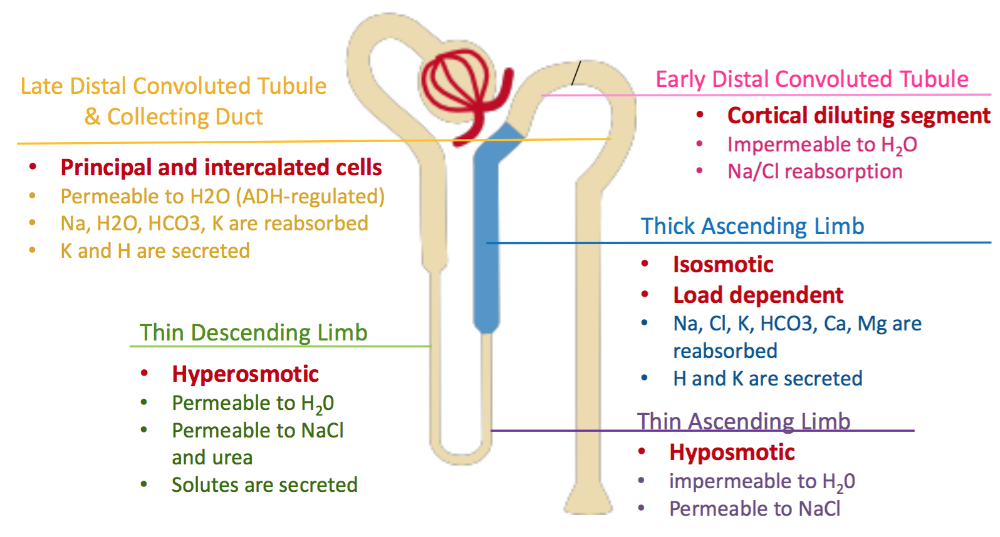 Late Distal Convoluted Tubule
& Collecting Duct
• Principal and intercalated cells
• Permeable to H2O (ADH-regulated)
• Na, H2O, HCO3, K are reabsorbed
• K and H are secreted
Thin Descending Limb
• Hyperosmotic
• Permeable to H₂0
• Permeable to NaCl
and urea
• Solutes are secreted
Early Distal Convoluted Tubule
• Cortical diluting segment
• Impermeable to H₂O
• Na/Cl reabsorption
Thick Ascending Limb
• Isosmotic
• Load dependent
• Na, Cl, K, HCO3, Ca, Mg are
reabsorbed
• H and K are secreted
Thin Ascending Limb
• Hyposmotic
• impermeable to H₂0
• Permeable to NaCl